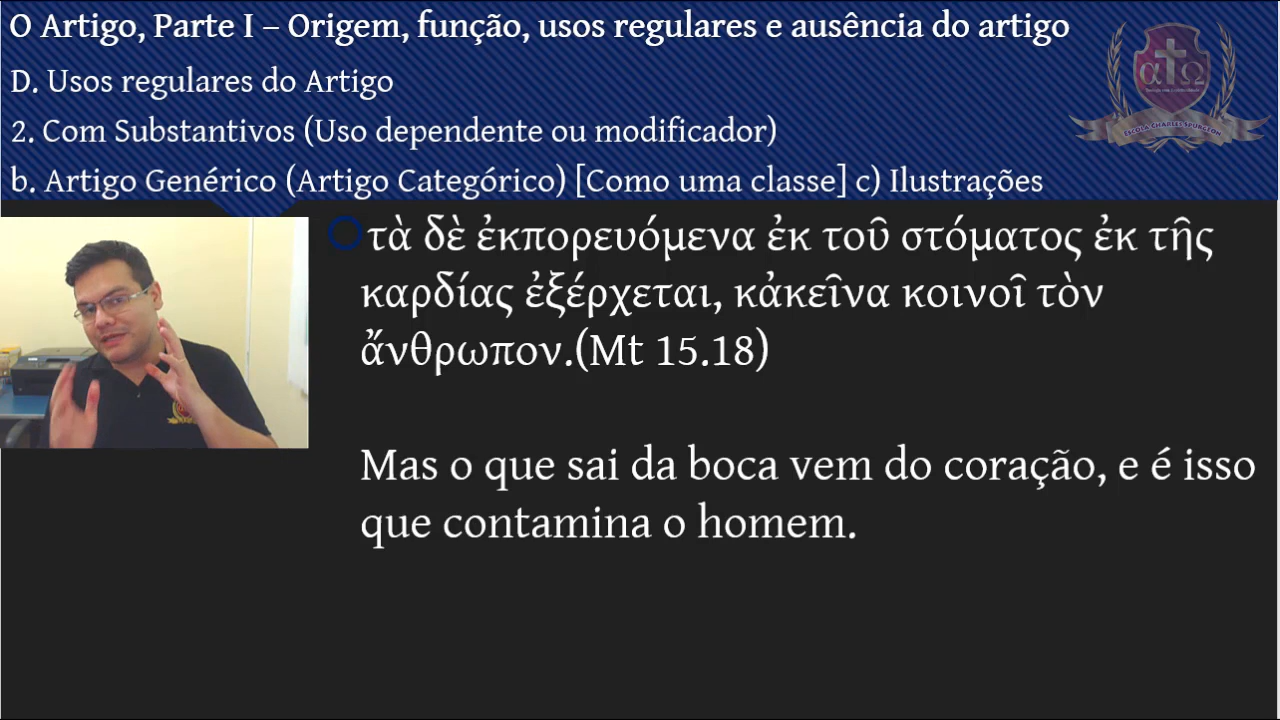 O Artigo, Parte I – Origem, função, usos regulares e ausência do artigo
D. Usos regulares do Artigo
2. Com Substantivos (Uso dependente ou modificador)
b. Artigo Genérico (Artigo Categórico) [Como uma classe] c) Ilustrações
α Ω
ESCOLA CHARLES SPURGEON
τὰ δὲ ἐκπορευόμενα ἐκ τοῦ στόματος ἐκ τῆς
καρδίας ἐξέρχεται, κἀκεῖνα κοινοῖ τὸν
ἄνθρωπον.(Mt 15.18)
Mas o que sai da boca vem do coração, e é isso
que contamina o homem.